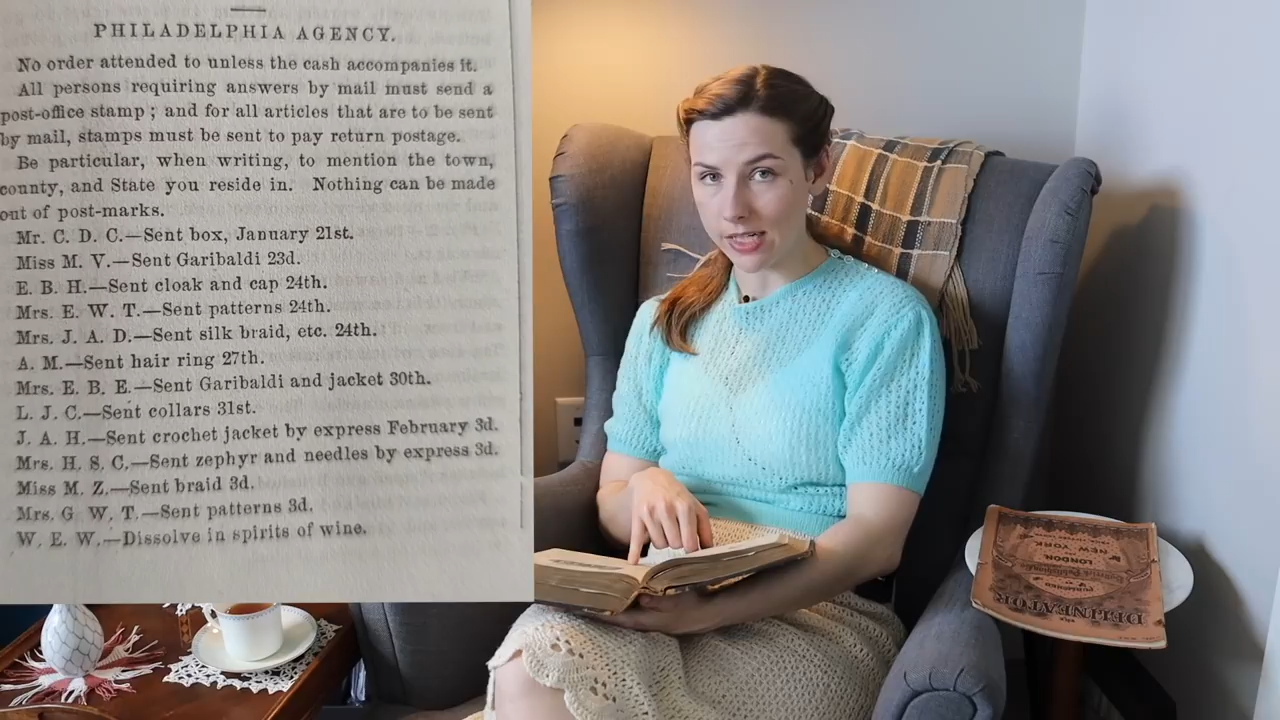 PHILADELPHIA AGENCY.
No order attended to unless the cash accompanies it.
All persons requiring answers by mail must send a
post-office stamp; and for all articles that are to be sent
by mail, stamps must be sent to pay return postage.
Be particular, when writing, to mention the town,
county, and State you reside in. Nothing can be made
out of post-marks.
Mr. C. D. C.—Sent box, January 21st.
Miss M. V.—Sent Garibaldi 23d.
E. B. H.—Sent cloak and cap 24th.
Mrs. E. W. T.—Sent patterns 24th.
Mrs. J. A. D.—Sent silk braid, etc. 24th.
A. M.—Sent hair ring 27th.
Mrs. E. B. E.—Sent Garibaldi and jacket 30th.
L. J. C.—Sent collars 31st.
J. A. H.—Sent crochet jacket by express February 3d.
Mrs. H. S. C.—Sent zephyr and needles by express 3d.
Miss M. Z.—Sent braid 3d.
Mrs. G W. T.—Sent patterns 3d.
W. E. W.—Dissolve in spirits of wine.
THE
DELINEATOR
PUBLISHED
LONDON
NEW YORK